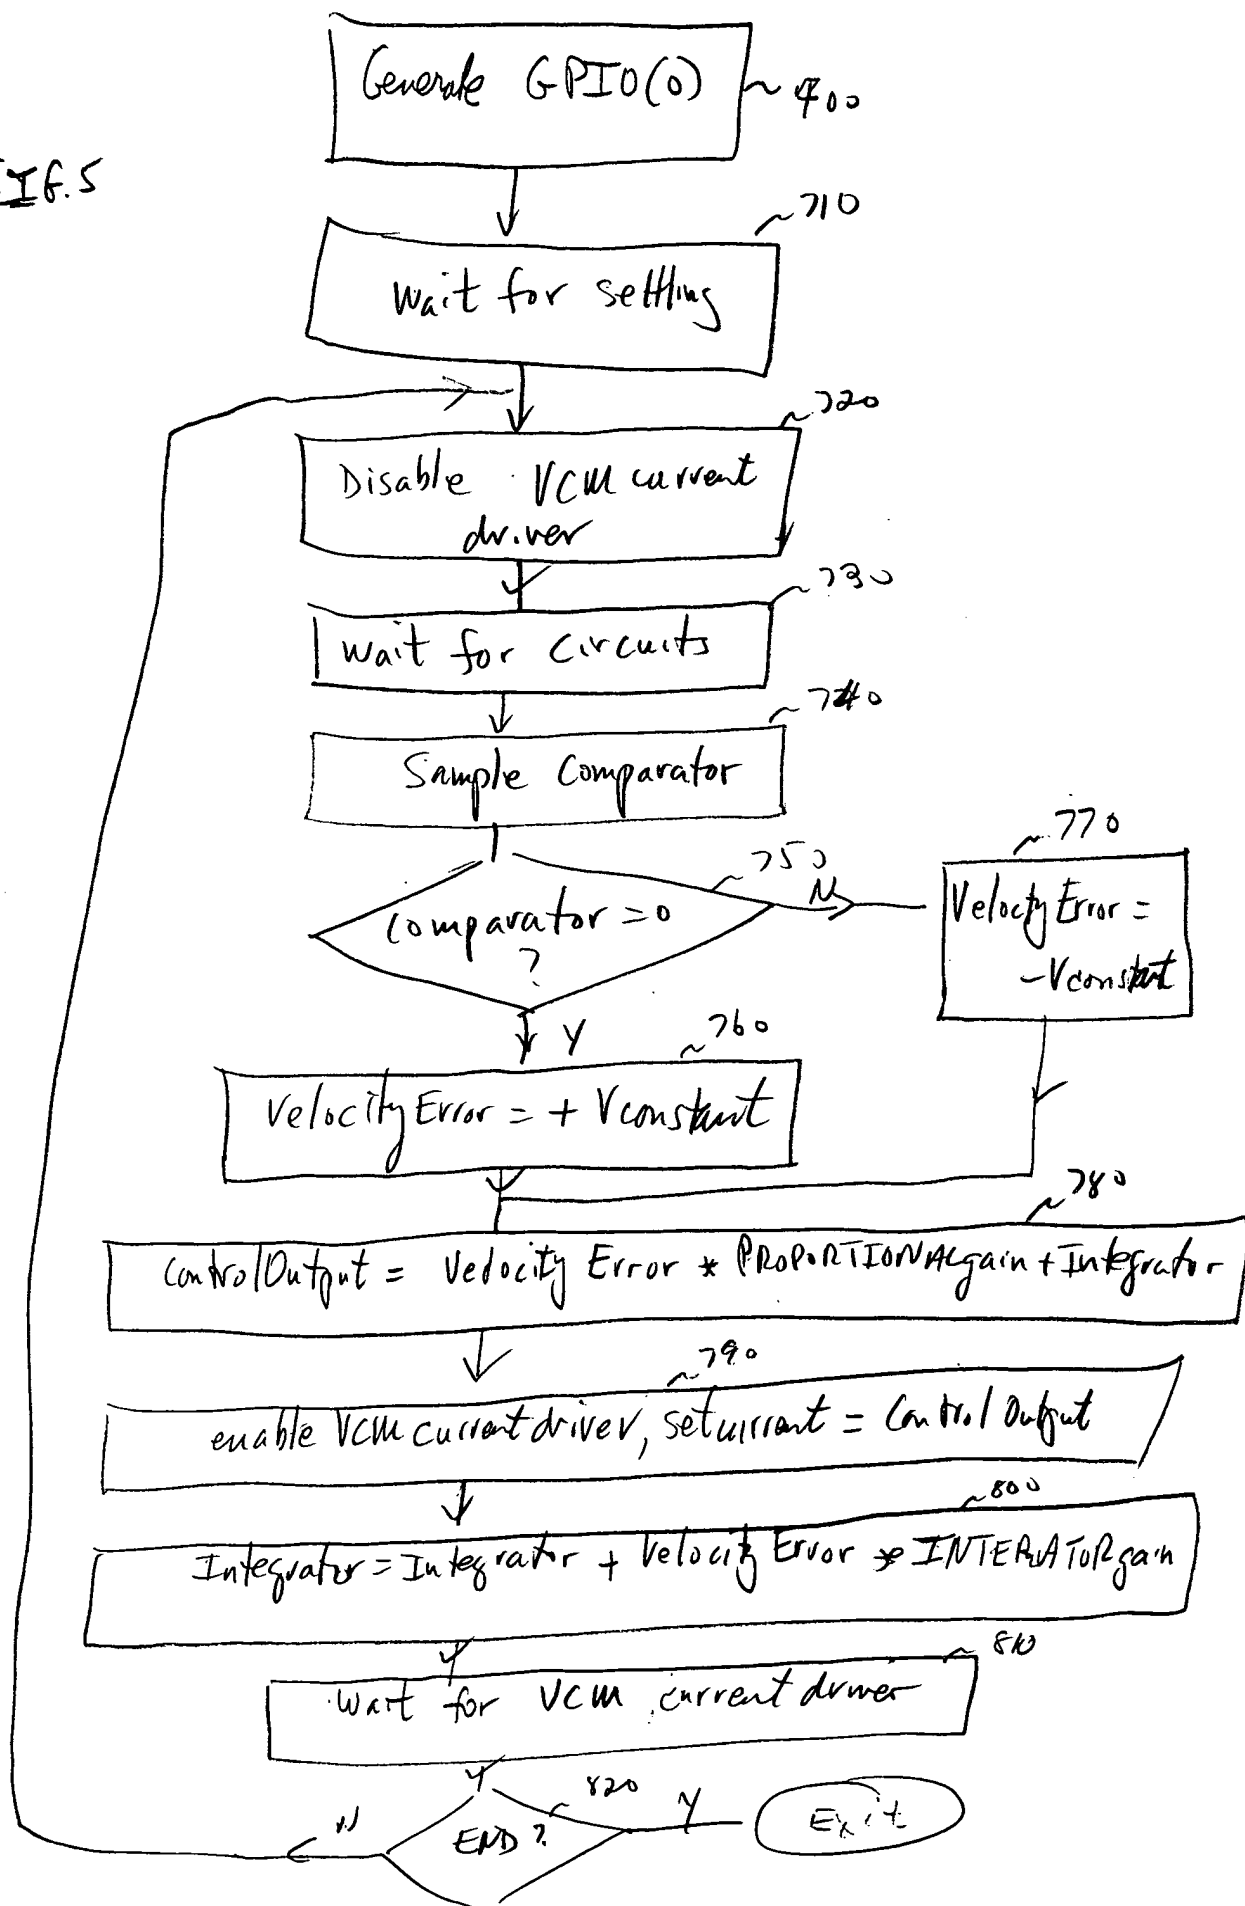 Generate GPIO(0)
~400
FIG.5
~710
Wait for settling
~720
Disable VCM current
driver
~730
Wait for circuits
~740
Sample Comparator
~750
~770
comparator = 0
?
N
Velocity Error =
- Vconstant
Y
~760
Velocity Error = + Vconstant
~780
ControlOutput = Velocity Error * PROPORTIONALgain + Integrator
~790
enable VCM current driver, set current = Control Output
~800
Integrator = Integrator + Velocity Error * INTERATORgain
~810
Wait for VCM current driver
~820
N
END ?
Y
Exit